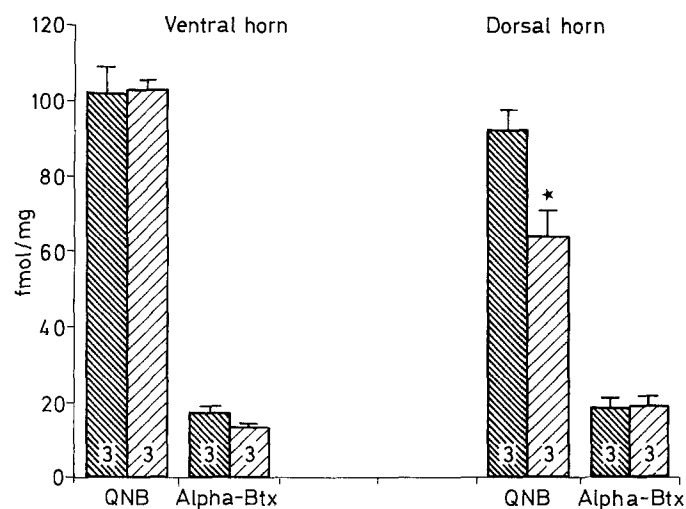 120
Ventral horn
Dorsal horn
100
80
★
60
fmol/mg
40
20
3 3 3 3 3 3 3 3
0
QNB Alpha-Btx QNB Alpha-Btx